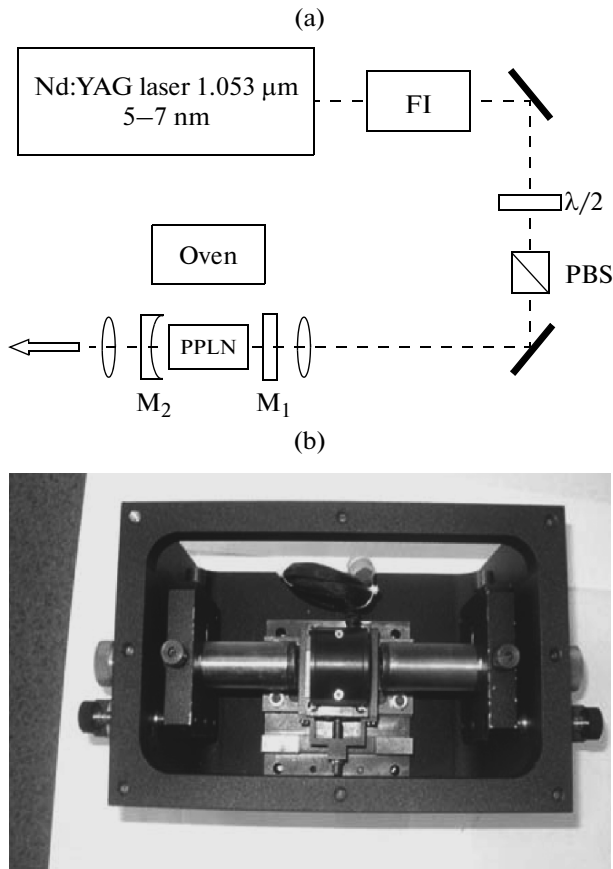 (a)
Nd:YAG laser 1.053 μm
5–7 nm
FI
λ/2
PBS
Oven
PPLN
M₂
M₁
(b)